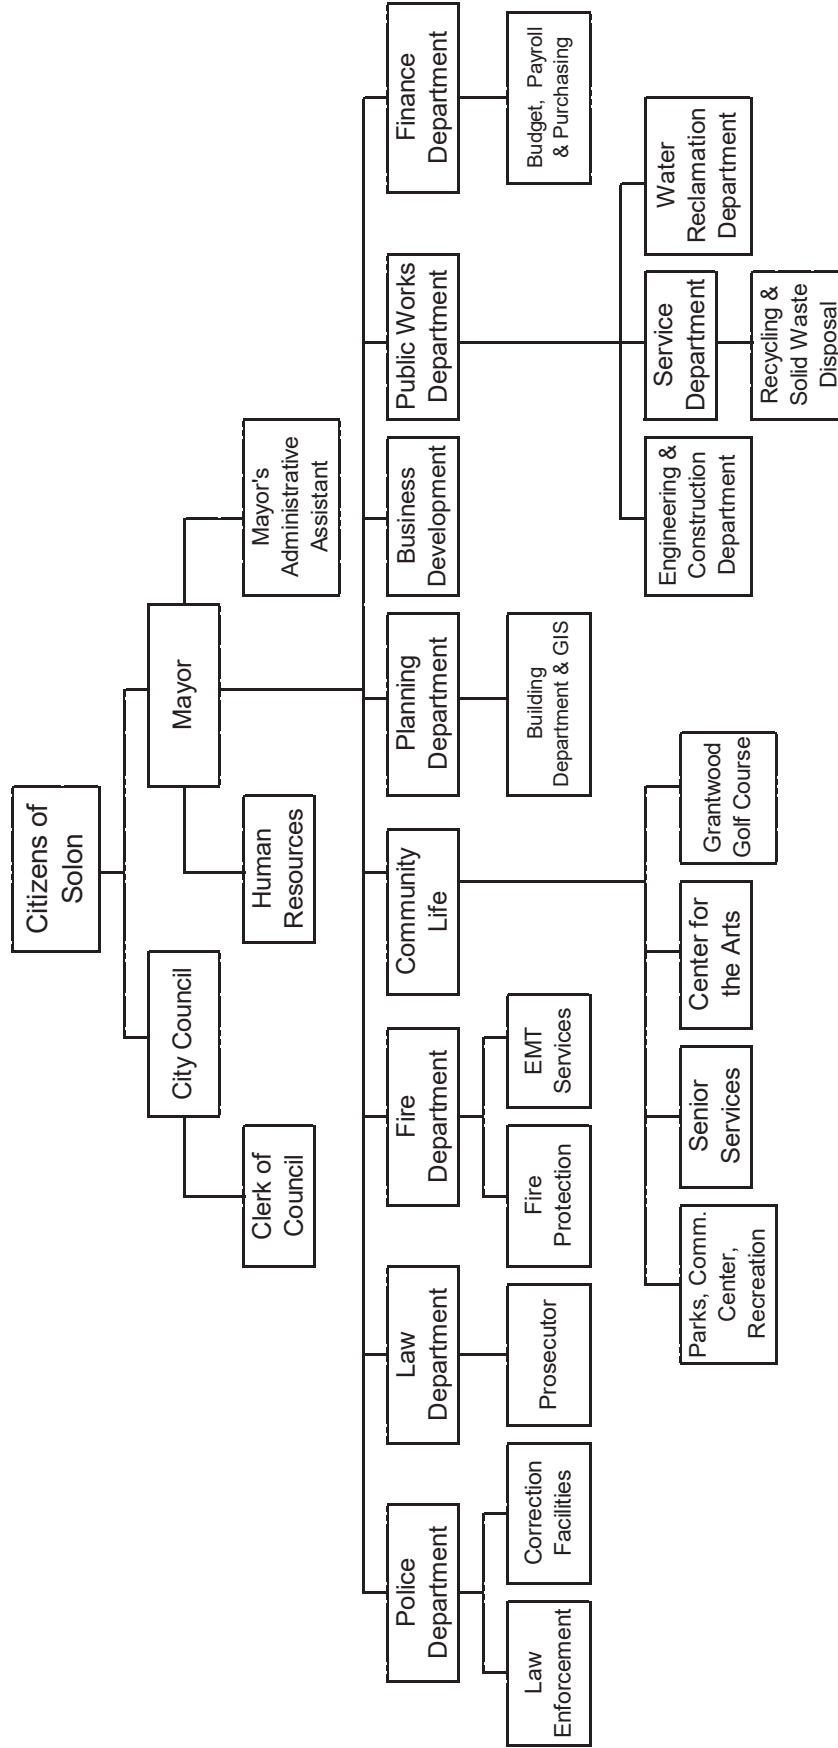 Citizens of
Solon
City Council
Mayor
Clerk of
Council
Human
Resources
Mayor's
Administrative
Assistant
Police
Department
Law
Department
Fire
Department
Community
Life
Planning
Department
Business
Development
Public Works
Department
Finance
Department
Law
Enforcement
Correction
Facilities
Prosecutor
Fire
Protection
EMT
Services
Building
Department & GIS
Budget, Payroll
& Purchasing
Parks, Comm.
Center,
Recreation
Senior
Services
Center for
the Arts
Grantwood
Golf Course
Engineering &
Construction
Department
Service
Department
Water
Reclamation
Department
Recycling &
Solid Waste
Disposal